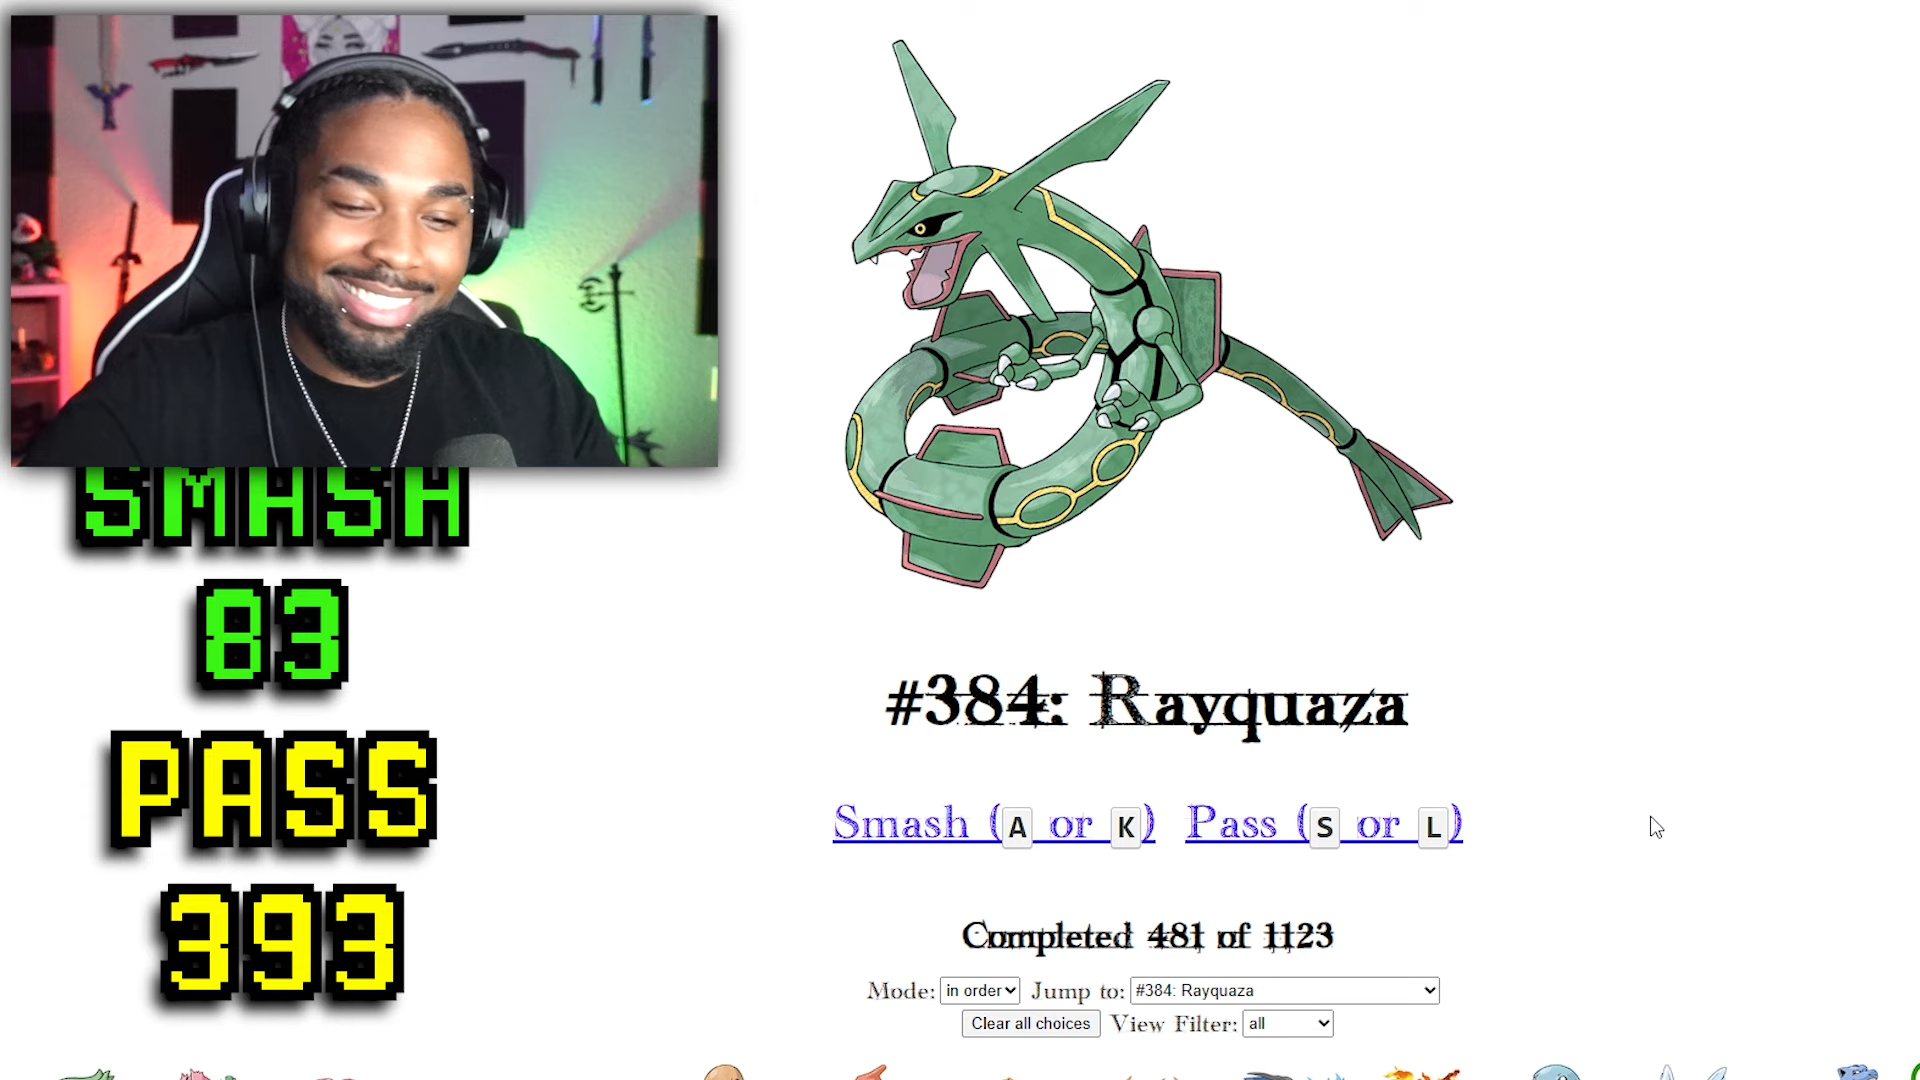 SMASH
83
PASS
393
#384: Rayquaza
Smash (A or K) Pass (S or L)
Completed 481 of 1123
Mode: in order Jump to: #384: Rayquaza
Clear all choices View Filter: all